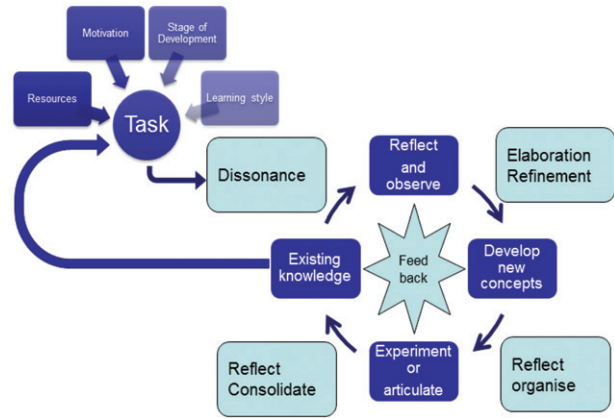 Motivation
Stage of
Development
Resources
Learning style
Task
Dissonance
Reflect
and
observe
Elaboration
Refinement
Existing
knowledge
Feed
back
Develop
new
concepts
Reflect
Consolidate
Experiment
or
articulate
Reflect
organise